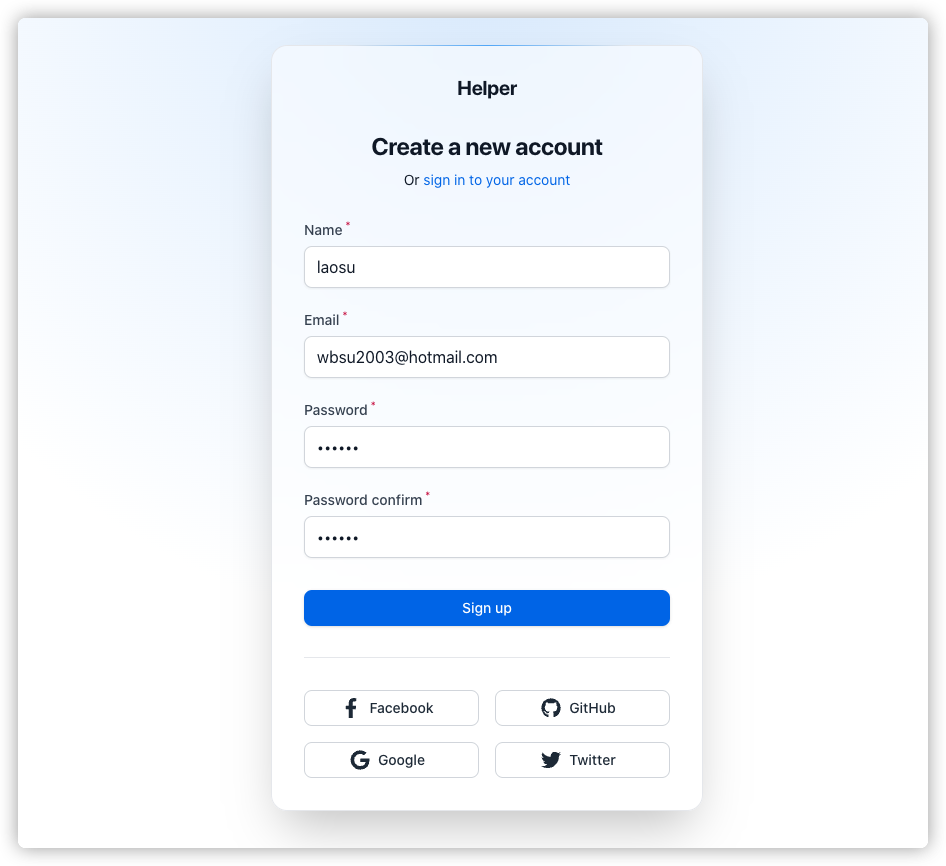 Helper
Create a new account
Or sign in to your account
Name *
laosu
Email *
wbsu2003@hotmail.com
Password *
••••••
Password confirm *
••••••
Sign up
Facebook
GitHub
Google
Twitter